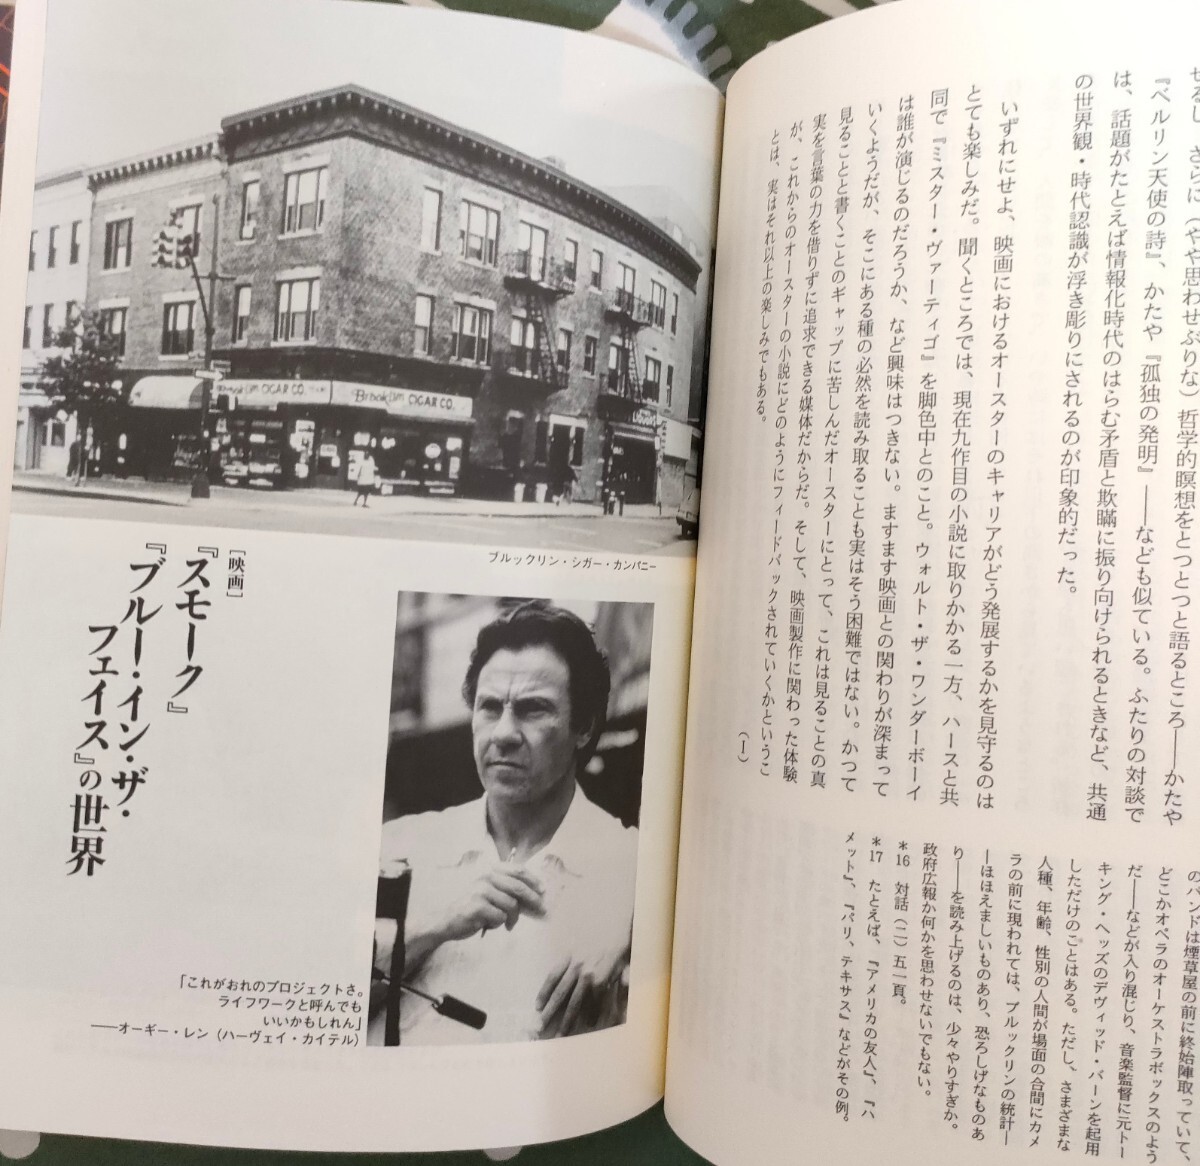 せるし、さらに（やや思わせぶりな）哲学的瞑想をとつとつと語るところ――かたや
『ベルリン天使の詩』、かたや『孤独の発明』――なども似ている。ふたりの対談で
は、話題がたとえば情報化時代のはらむ矛盾と欺瞞に振り向けられるときなど、共通
の世界観・時代認識が浮き彫りにされるのが印象的だった。
いずれにせよ、映画におけるオースターのキャリアがどう発展するかを見守るのは
とても楽しみだ。聞くところでは、現在九作目の小説に取りかかる一方、ハースと共
同で『ミスター・ヴァーティゴ』を脚色中とのこと。ウォルト・ザ・ワンダーボーイ
は誰が演じるのだろうか、など興味はつきない。ますます映画との関わりが深まって
いくようだが、そこにある種の必然を読み取ることも実はそう困難ではない。かつて
見ることと書くことのギャップに苦しんだオースターにとって、これは見ることの真
実を言葉の力を借りずに追求できる媒体だからだ。そして、映画製作に関わった体験
が、これからのオースターの小説にどのようにフィードバックされていくかというこ
とは、実はそれ以上の楽しみでもある。
（I）
のバンドは煙草屋の前に終始陣取っていて、
どこかオペラのオーケストラボックスのよう
だ――などが入り混じり、音楽監督に元トー
キング・ヘッズのデヴィッド・バーンを起用
しただけのことはある。ただし、さまざまな
人種、年齢、性別の人間が場面の合間にカメ
ラの前に現われては、ブルックリンの統計―
―ほほえましいものあり、恐ろしげなものあ
り――を読み上げるのは、少々やりすぎか。
政府広報か何かを思わせないでもない。
＊16　対話（二）五一頁。
＊17　たとえば、『アメリカの友人』、『ハ
メット』、『パリ、テキサス』などがその例。
Brooklyn CIGAR CO.
Brooklyn CIGAR CO.
LIQUORS
ブルックリン・シガー・カンパニー
［映画］
『スモーク』
『ブルー・イン・ザ・
フェイス』の世界
「これがおれのプロジェクトさ。
ライフワークと呼んでも
いいかもしれん」
――オーギー・レン（ハーヴェイ・カイテル）